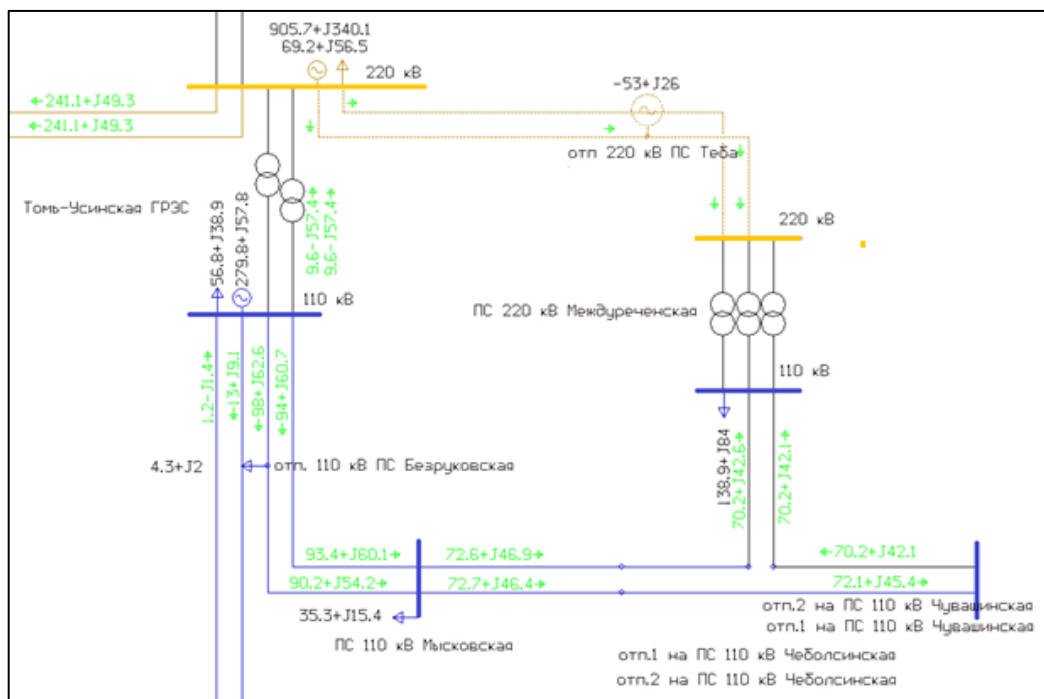 905.7+J340.1
69.2+J56.5
220 кВ
-53+J26
241.1+J49.3
241.1+J49.3
отп 220 кВ ПС Теба
Томь-Усинская ГРЭС
56.8+J38.9
279.8+J57.8
9.6-J57.4
9.6-J57.4
220 кВ
110 кВ
ПС 220 кВ Междуреченская
110 кВ
1.2-J1.4
13+J9.1
98+J62.6
94+J60.7
138.9+J84
70.2+J42.6
70.2+J42.1
4.3+J2
отп. 110 кВ ПС Безруковская
93.4+J60.1
72.6+J46.9
70.2+J42.1
90.2+J54.2
72.7+J46.4
72.1+J45.4
35.3+J15.4
отп.2 на ПС 110 кВ Чувашинская
отп.1 на ПС 110 кВ Чувашинская
ПС 110 кВ Мысковская
отп.1 на ПС 110 кВ Чеболсинская
отп.2 на ПС 110 кВ Чеболсинская